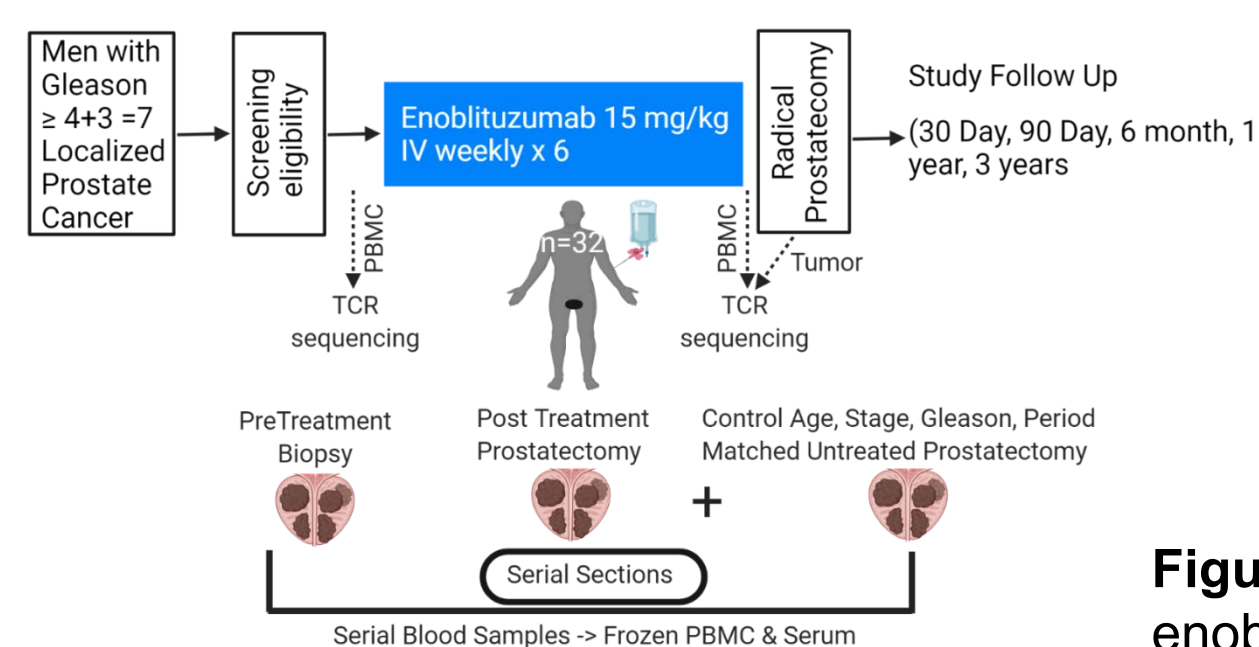 Men with
Gleason
≥ 4+3 =7
Localized
Prostate
Cancer
Screening
eligibility
Enoblituzumab 15 mg/kg
IV weekly x 6
Radical
Prostatecomy
Study Follow Up
(30 Day, 90 Day, 6 month, 1
year, 3 years
PBMC
TCR
sequencing
n=32
PBMC
Tumor
TCR
sequencing
PreTreatment
Biopsy
Post Treatment
Prostatectomy
+
Control Age, Stage, Gleason, Period
Matched Untreated Prostatectomy
Serial Sections
Serial Blood Samples -> Frozen PBMC & Serum
Figu
enob